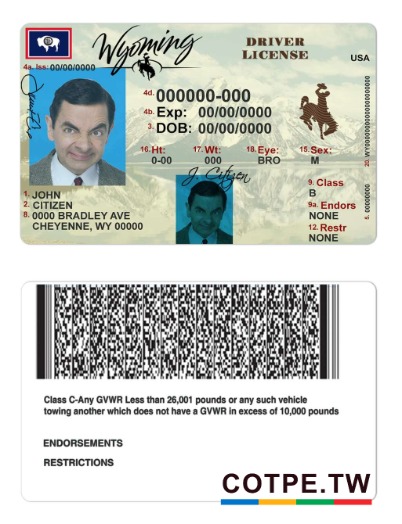 Wyoming
DRIVER
LICENSE
USA
4a. Iss: 00/00/0000
4d. 000000-000
4b. Exp: 00/00/0000
3. DOB: 00/00/0000
16. Ht: 17. Wt: 18. Eye: 15. Sex:
0-00 000 BRO M
J. Citizen
1. JOHN
2. CITIZEN
8. 0000 BRADLEY AVE
CHEYENNE, WY 00000
9. Class
B
9a. Endors
NONE
12. Restr
NONE
5. 00000000
Class C-Any GVWR Less than 26,001 pounds or any such vehicle
towing another which does not have a GVWR in excess of 10,000 pounds
ENDORSEMENTS
RESTRICTIONS
COTPE.TW